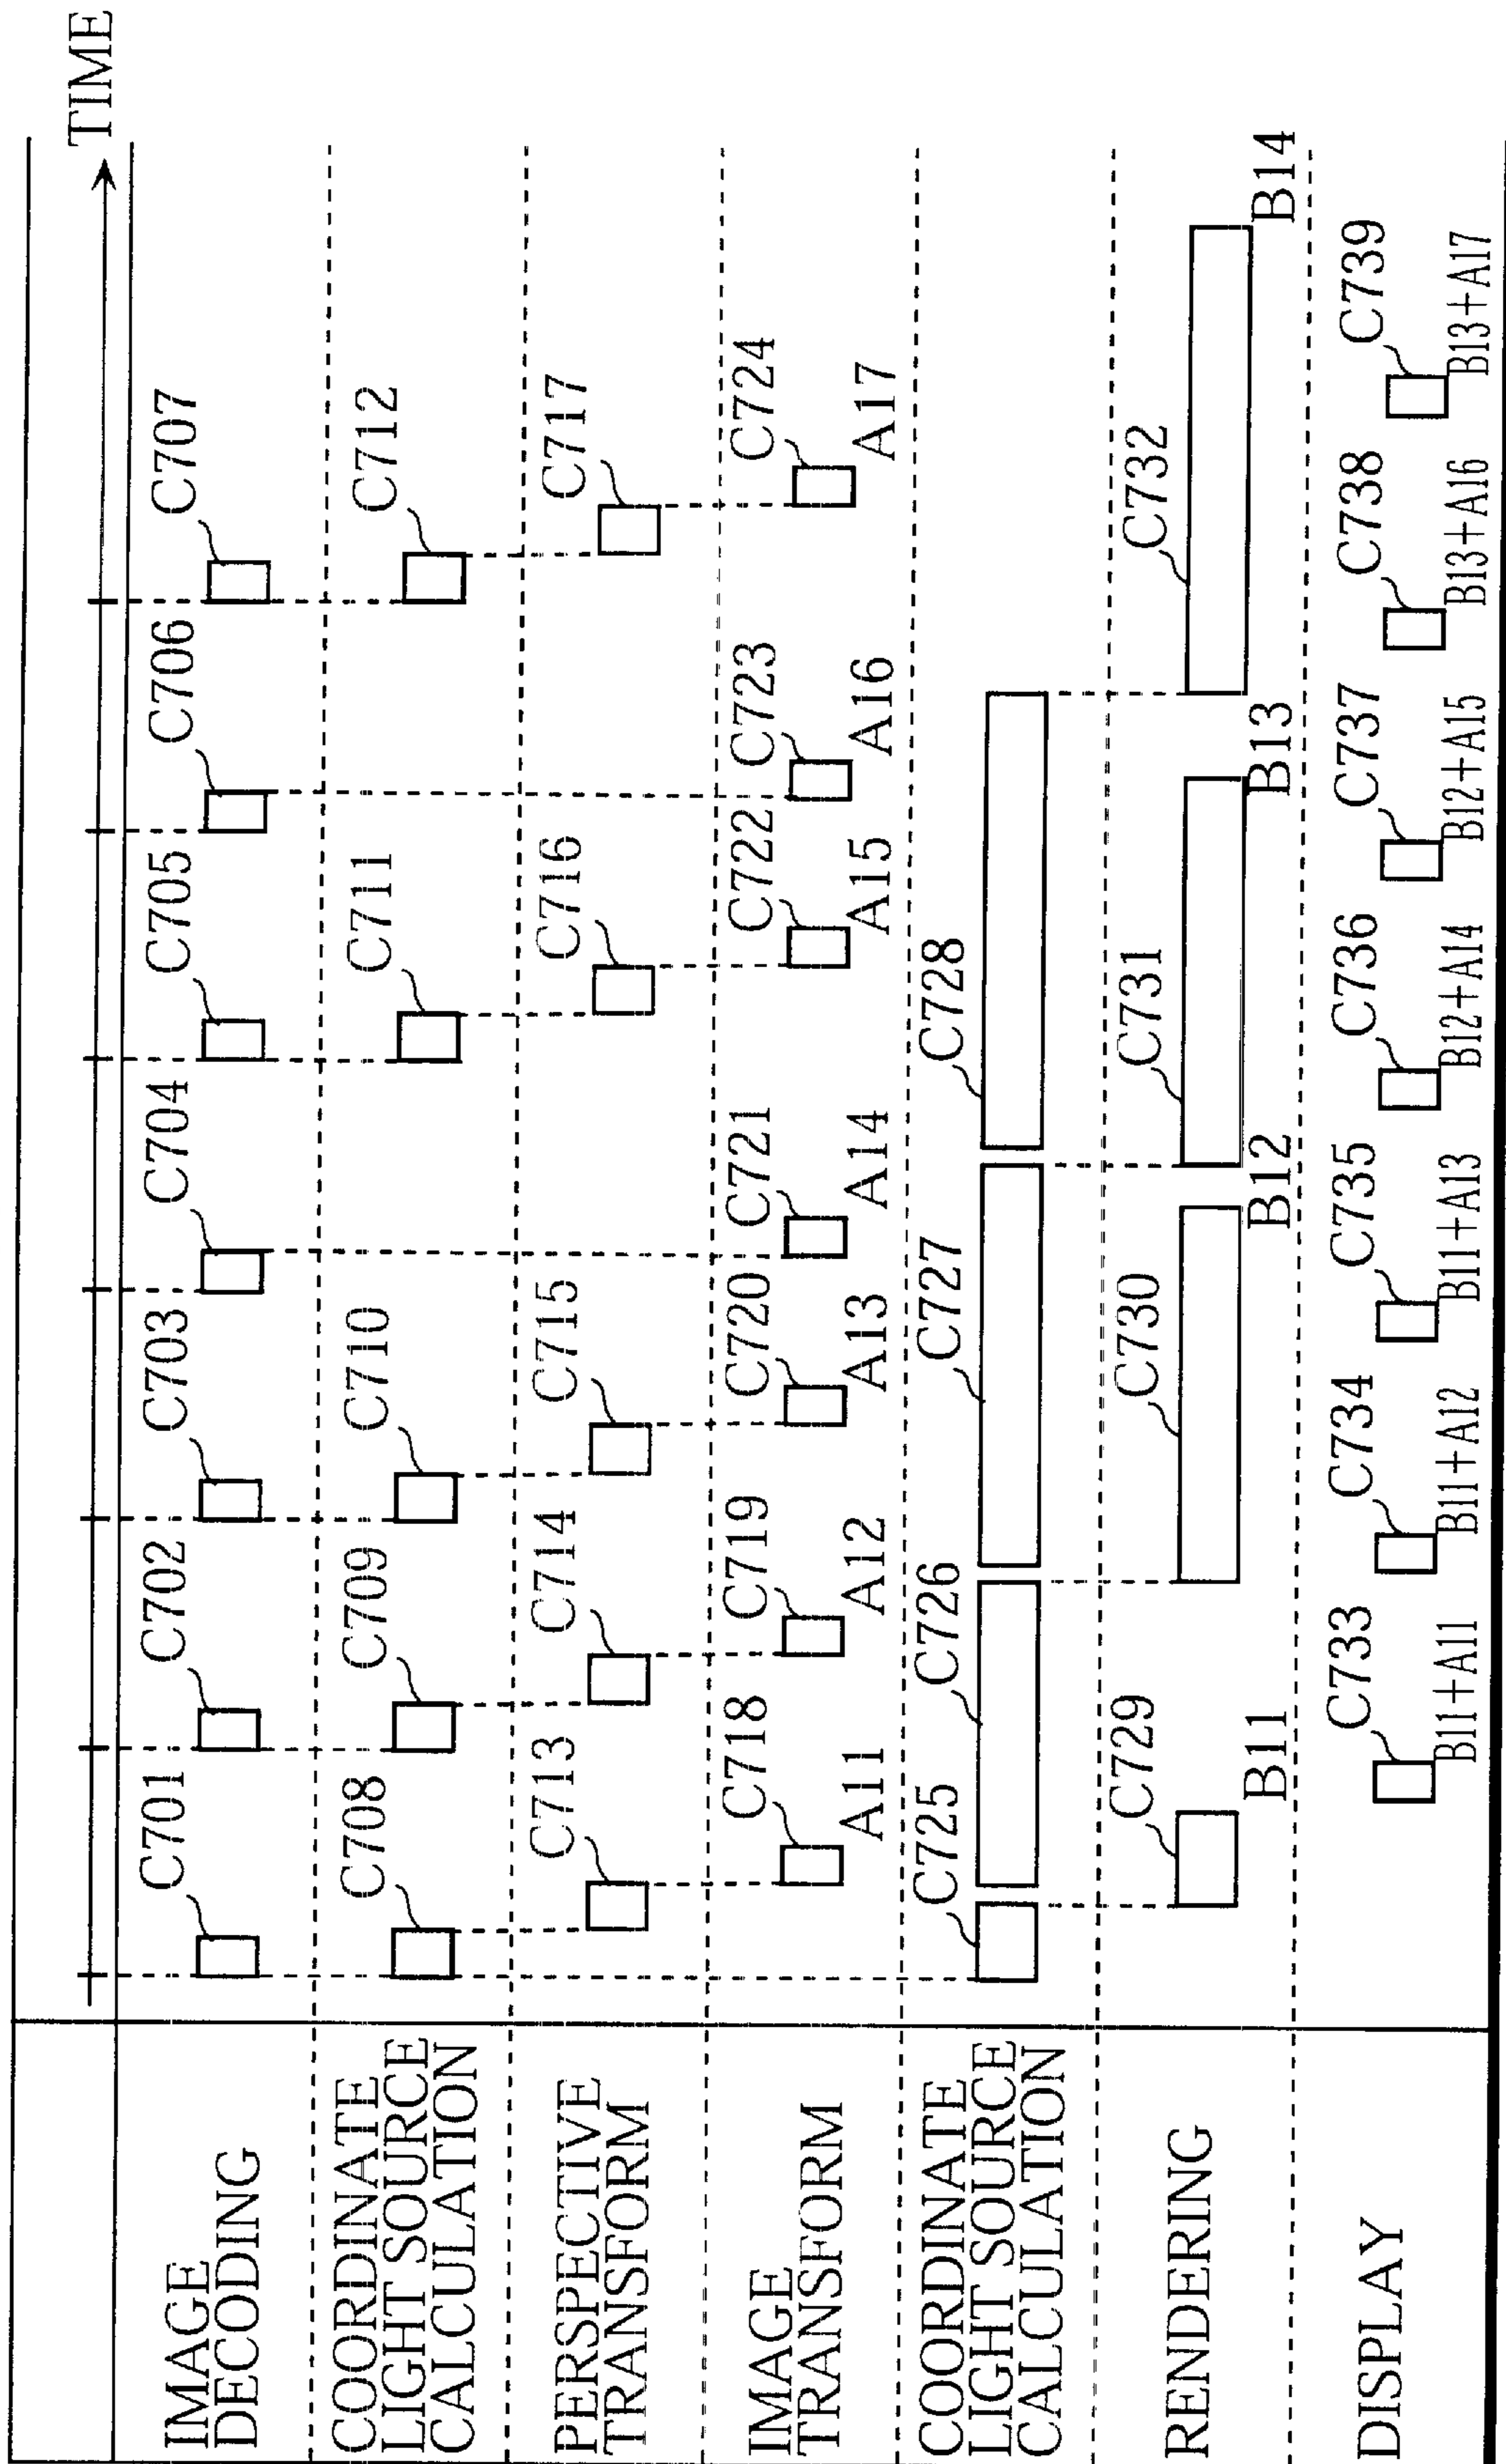 TIME
IMAGE
DECODING
C701
C702
C703
C704
C705
C706
C707
COORDINATE
LIGHT SOURCE
CALCULATION
C708
C709
C710
C711
C712
PERSPECTIVE
TRANSFORM
C713
C714
C715
C716
C717
IMAGE
TRANSFORM
C718
C719
C720
C721
C722
C723
C724
A11
A12
A13
A14
A15
A16
A17
COORDINATE
LIGHT SOURCE
CALCULATION
C725
C726
C727
C728
RENDERING
C729
C730
C731
C732
B11
B12
B13
B14
DISPLAY
C733
C734
C735
C736
C737
C738
C739
B11+A11
B11+A12
B11+A13
B12+A14
B12+A15
B13+A16
B13+A17